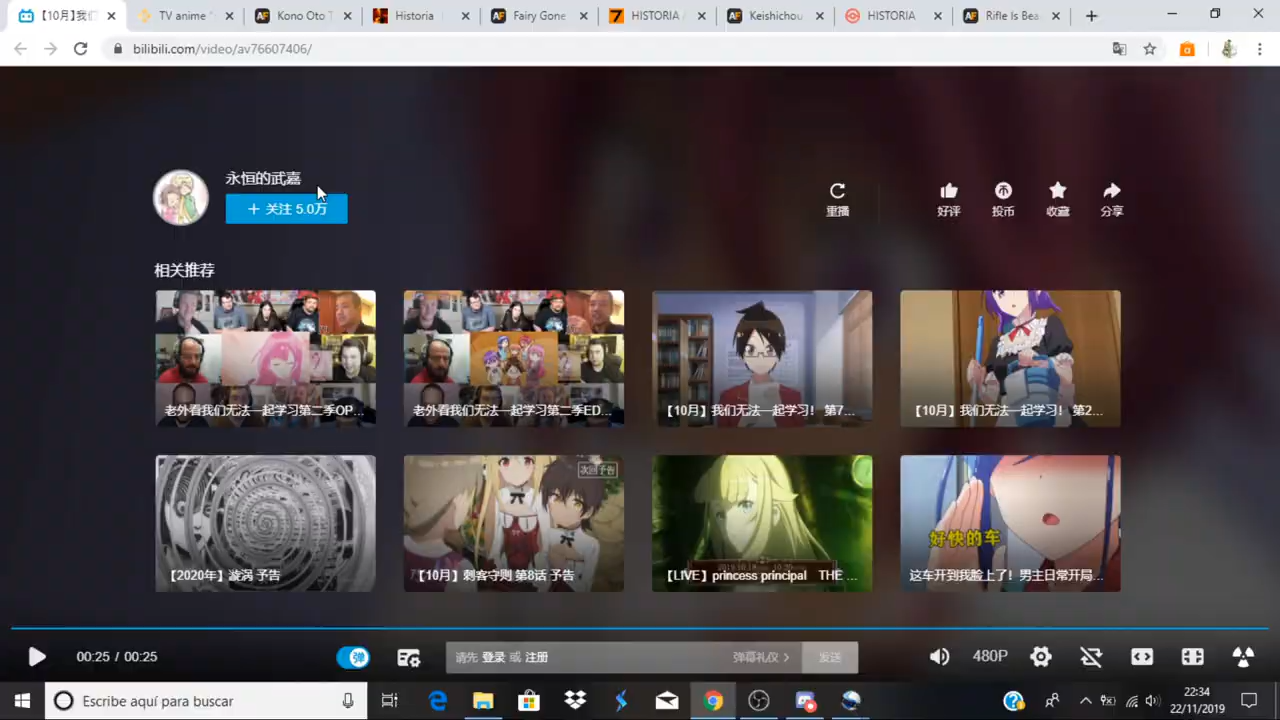 【10月】我们
TV anime
Kono Oto T
Historia
Fairy Gone
HISTORIA
Keishichou
HISTORIA
Rifle Is Bea
bilibili.com/video/av76607406/
永恒的武嘉
+ 关注 5.0万
重播
好评
投币
收藏
分享
相关推荐
老外看我们无法一起学习第二季OP...
老外看我们无法一起学习第二季ED...
【10月】我们无法一起学习! 第7...
【10月】我们无法一起学习! 第2...
次回予告
好快的车
【2020年】漩涡 予告
【10月】刺客守则 第8话 予告
【LIVE】princess principal THE ...
这车开到我脸上了! 男主日常开局...
00:25 / 00:25
弹
请先 登录 或 注册
弹幕礼仪 >
发送
480P
Escribe aquí para buscar
22:34
22/11/2019